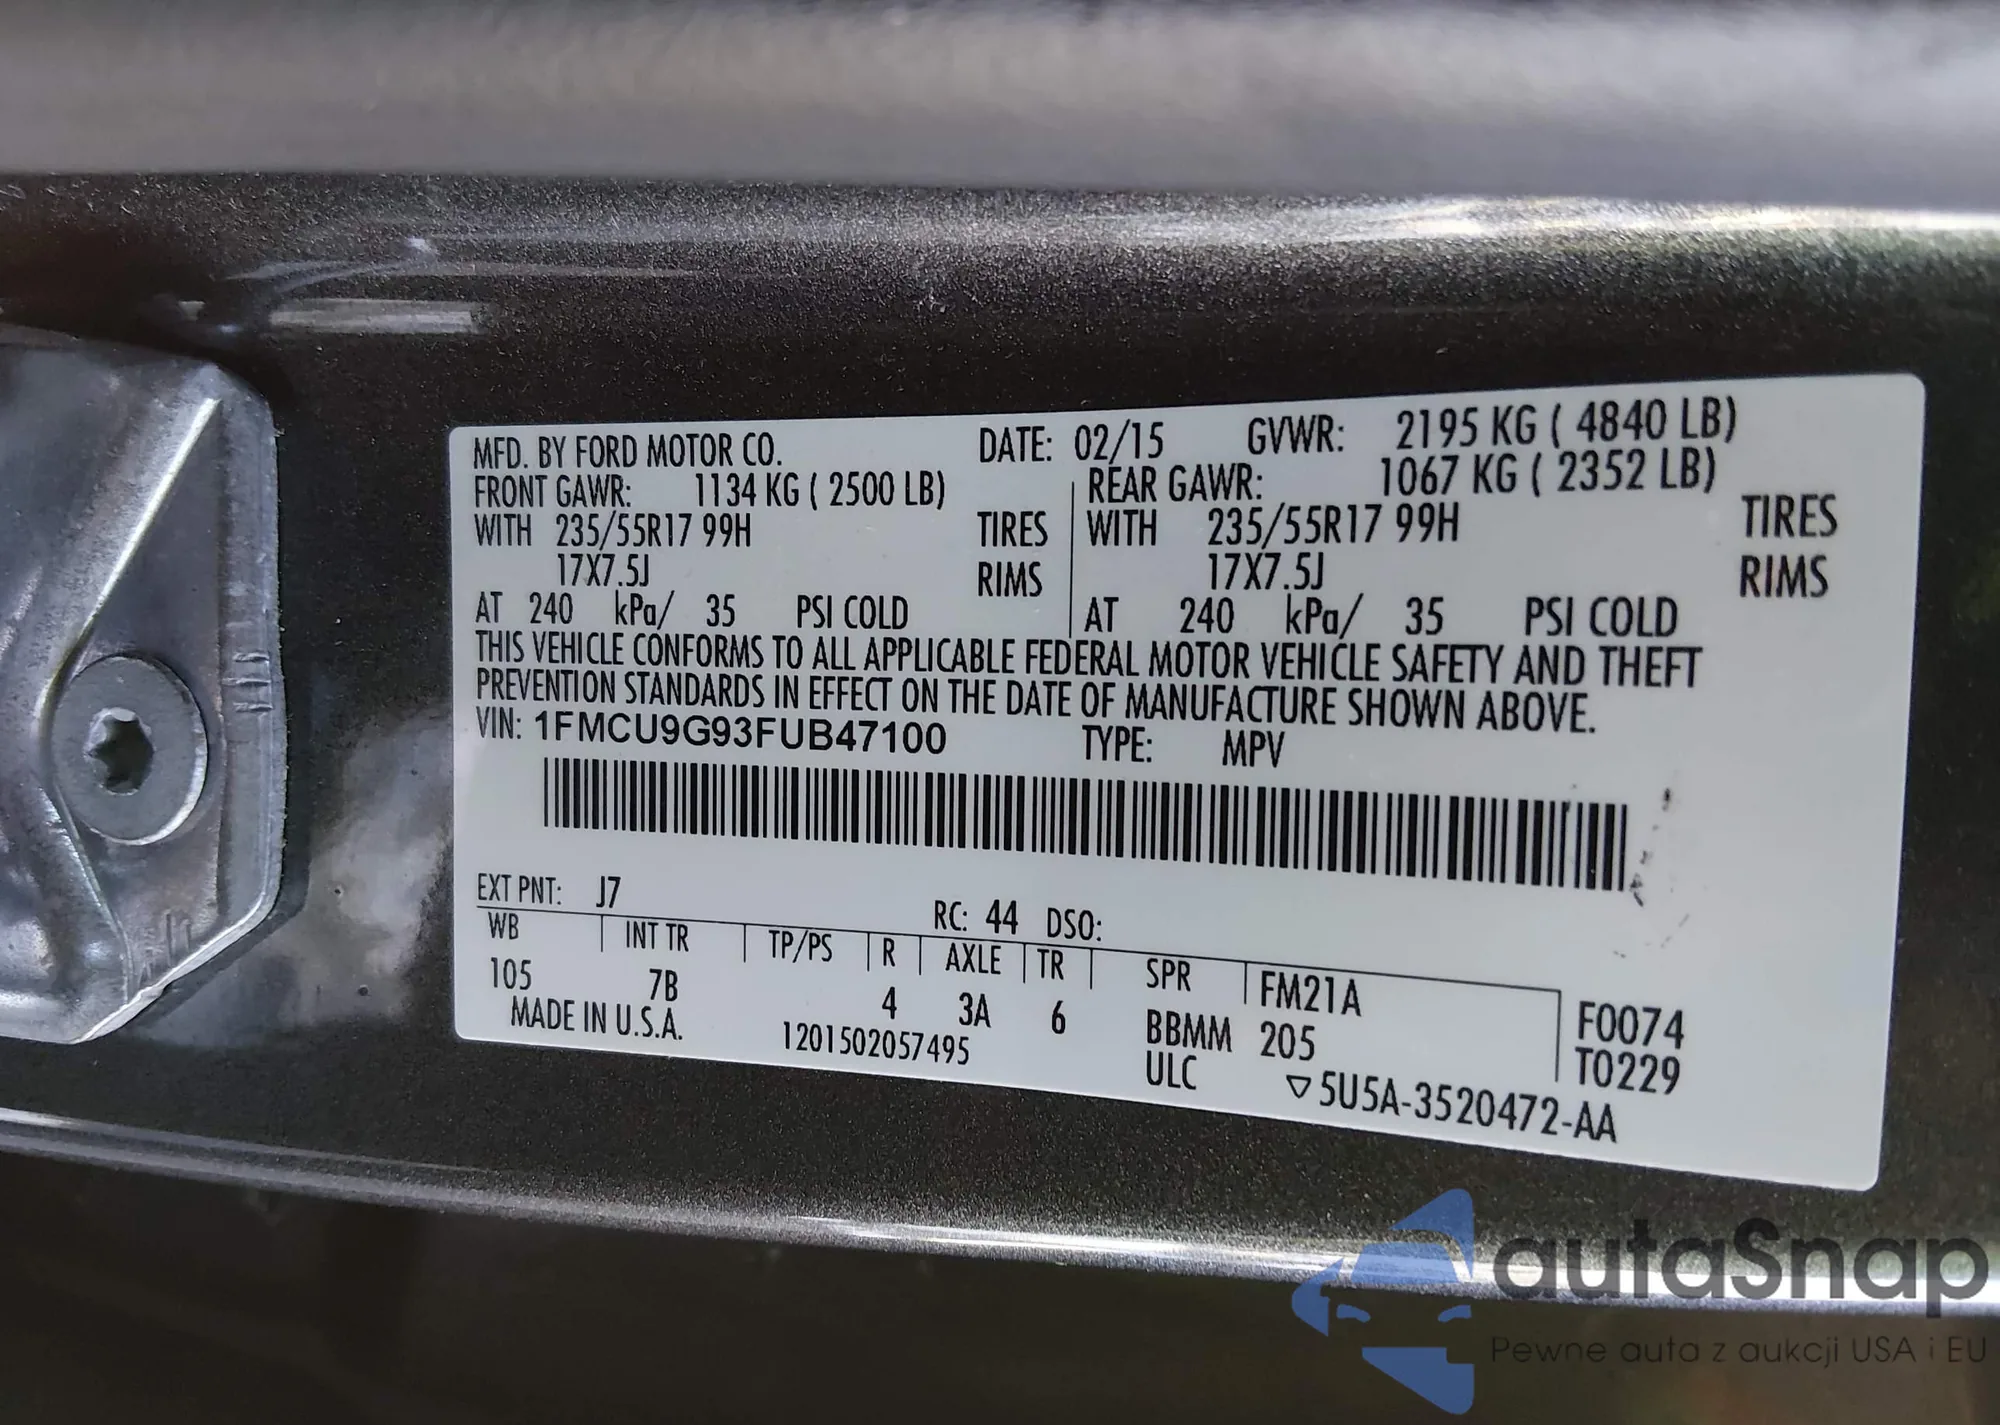 MFD. BY FORD MOTOR CO. DATE: 02/15 GVWR: 2195 KG ( 4840 LB)
FRONT GAWR: 1134 KG ( 2500 LB) REAR GAWR: 1067 KG ( 2352 LB)
WITH 235/55R17 99H TIRES WITH 235/55R17 99H TIRES
17X7.5J RIMS 17X7.5J RIMS
AT 240 kPa/ 35 PSI COLD AT 240 kPa/ 35 PSI COLD
THIS VEHICLE CONFORMS TO ALL APPLICABLE FEDERAL MOTOR VEHICLE SAFETY AND THEFT
PREVENTION STANDARDS IN EFFECT ON THE DATE OF MANUFACTURE SHOWN ABOVE.
VIN: 1FMCU9G93FUB47100 TYPE: MPV
EXT PNT: J7 RC: 44 DSO:
WB INT TR TP/PS R AXLE TR SPR FM21A F0074
105 7B 4 3A 6 BBMM 205 T0229
MADE IN U.S.A. 1201502057495 ULC ▽5U5A-3520472-AA
autaSnap
Pewne auta z aukcji USA i EU